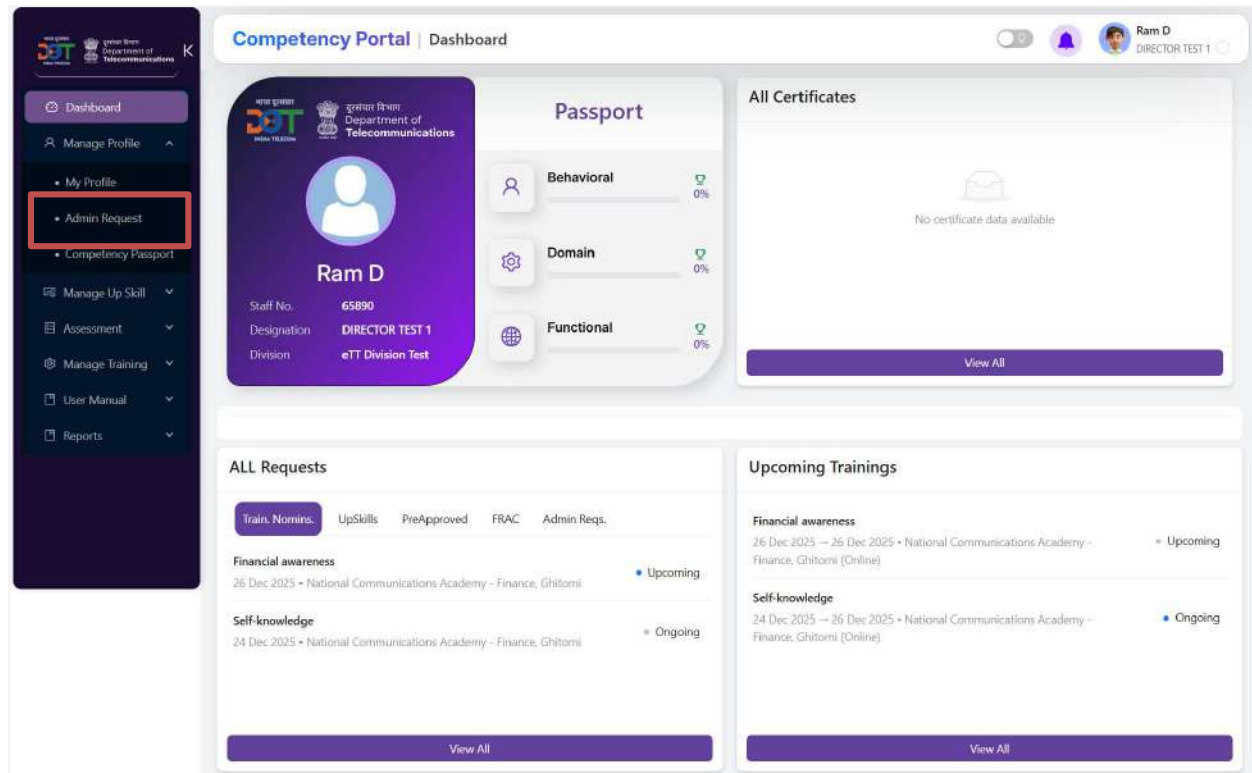 Department of
Telecommunications
Dashboard
Manage Profile
• My Profile
• Admin Request
• Competency Passport
Manage Up Skill
Assessment
Manage Training
User Manual
Reports
Competency Portal | Dashboard
Ram D
DIRECTOR TEST 1
INDIA TELECOM
दूरसंचार विभाग
Department of
Telecommunications
Ram D
Staff No. 65890
Designation DIRECTOR TEST 1
Division eTT Division Test
Passport
Behavioral
0%
Domain
0%
Functional
0%
All Certificates
No certificate data available
View All
ALL Requests
Train. Nomins. UpSkills PreApproved FRAC Admin Reqs.
Financial awareness
26 Dec 2025 • National Communications Academy - Finance, Ghitorni
• Upcoming
Self-knowledge
24 Dec 2025 • National Communications Academy - Finance, Ghitorni
• Ongoing
View All
Upcoming Trainings
Financial awareness
26 Dec 2025 → 26 Dec 2025 • National Communications Academy -
Finance, Ghitorni (Online)
• Upcoming
Self-knowledge
24 Dec 2025 → 26 Dec 2025 • National Communications Academy -
Finance, Ghitorni (Online)
• Ongoing
View All